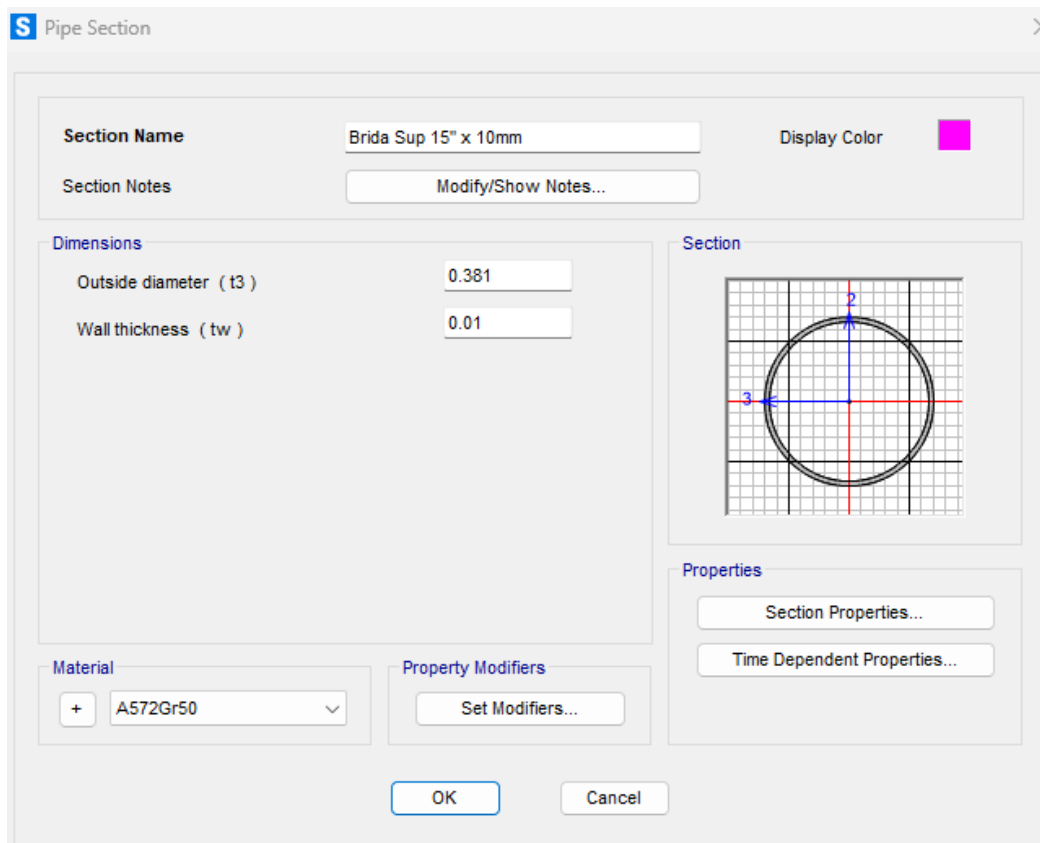 S Pipe Section
Section Name Brida Sup 15" x 10mm Display Color
Section Notes Modify/Show Notes...
Dimensions
Outside diameter ( t3 ) 0.381
Wall thickness ( tw ) 0.01
Section
2
3
Properties
Section Properties...
Time Dependent Properties...
Material
+ A572Gr50
Property Modifiers
Set Modifiers...
OK Cancel